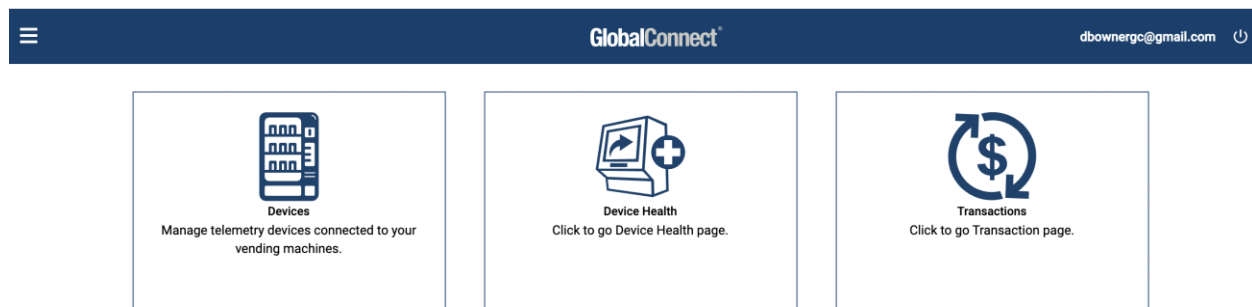 GlobalConnect®
dbownergc@gmail.com
$
Devices
Manage telemetry devices connected to your
vending machines.
Device Health
Click to go Device Health page.
Transactions
Click to go Transaction page.